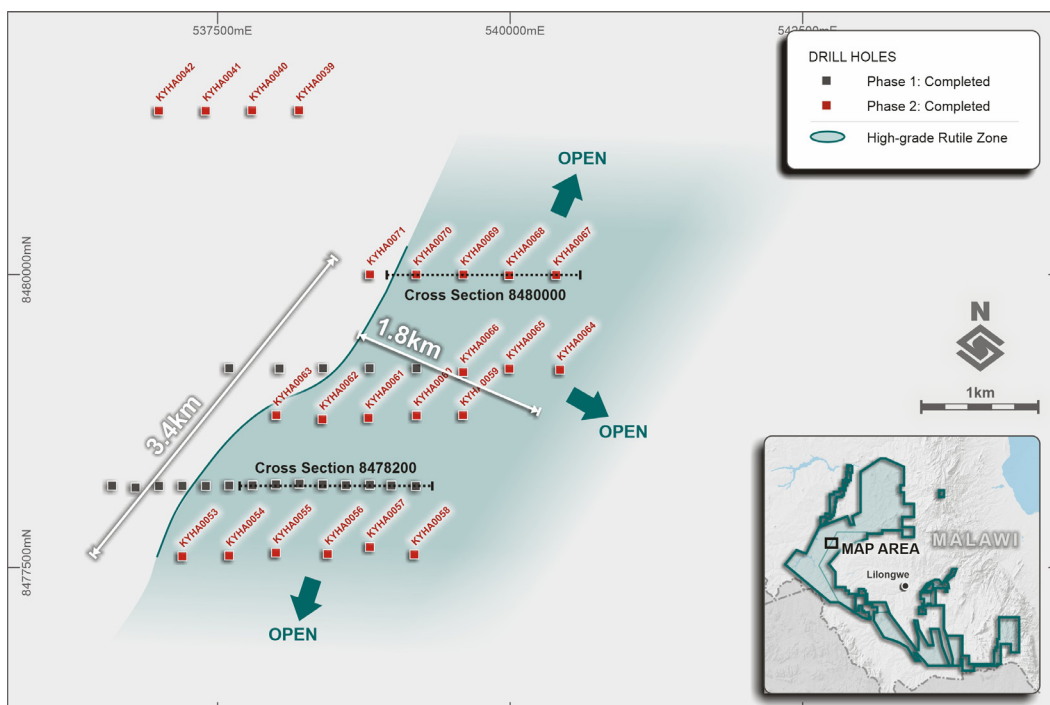 537500mE
540000mE
542500mE
KYHA0042
KYHA0041
KYHA0040
KYHA0039
DRILL HOLES
Phase 1: Completed
Phase 2: Completed
High-grade Rutile Zone
OPEN
8480000mN
KYHA0071
KYHA0070
KYHA0069
KYHA0068
KYHA0067
Cross Section 8480000
N
1km
1.8km
3.4km
KYHA0066
KYHA0065
KYHA0064
KYHA0063
KYHA0062
KYHA0061
KYHA0060
KYHA0059
OPEN
Cross Section 8478200
8477500mN
KYHA0053
KYHA0054
KYHA0055
KYHA0056
KYHA0057
KYHA0058
OPEN
MAP AREA
MALAWI
Lilongwe